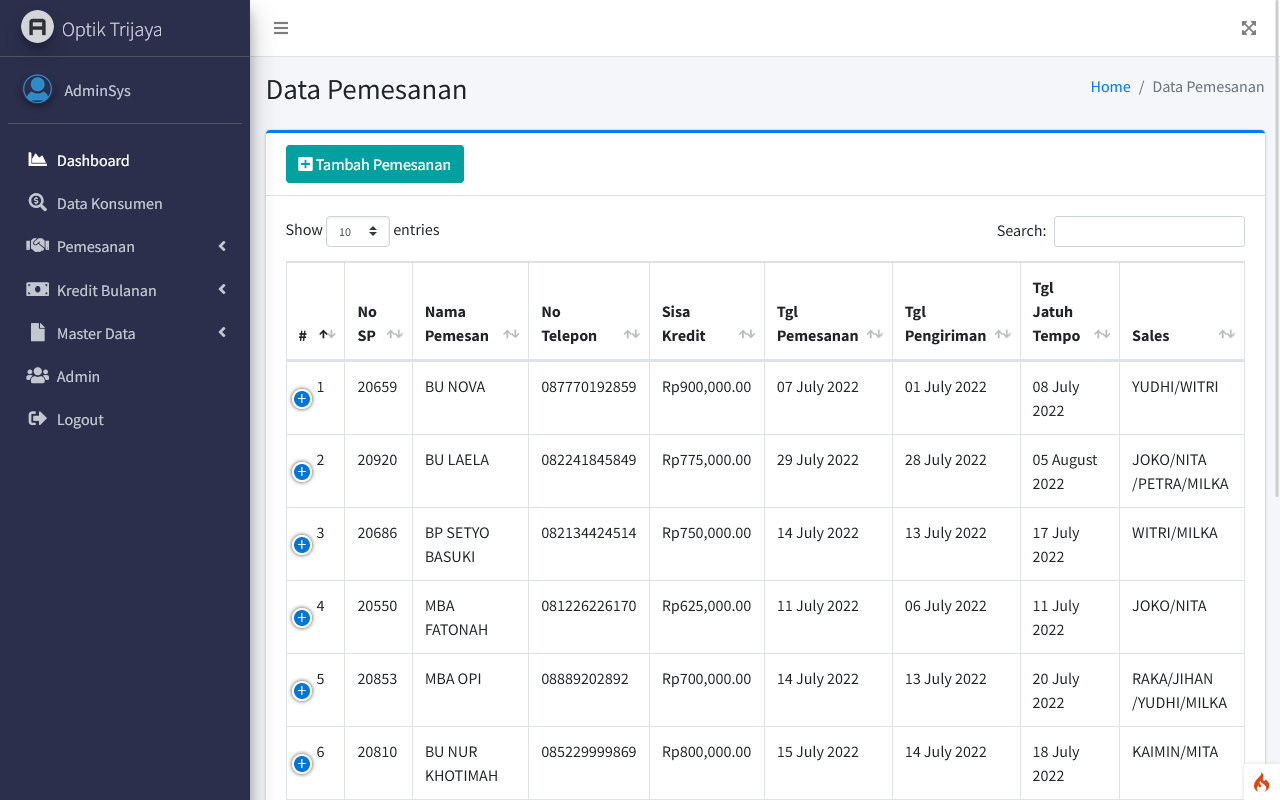 Optik Trijaya
AdminSys
Dashboard
Data Konsumen
Pemesanan
Kredit Bulanan
Master Data
Admin
Logout
Data Pemesanan
Home / Data Pemesanan
Tambah Pemesanan
Show 10 entries
Search:
# No SP Nama Pemesan No Telepon Sisa Kredit Tgl Pemesanan Tgl Pengiriman Tgl Jatuh Tempo Sales
1 20659 BU NOVA 087770192859 Rp900,000.00 07 July 2022 01 July 2022 08 July 2022 YUDHI/WITRI
2 20920 BU LAELA 082241845849 Rp775,000.00 29 July 2022 28 July 2022 05 August 2022 JOKO/NITA /PETRA/MILKA
3 20686 BP SETYO BASUKI 082134424514 Rp750,000.00 14 July 2022 13 July 2022 17 July 2022 WITRI/MILKA
4 20550 MBA FATONAH 081226226170 Rp625,000.00 11 July 2022 06 July 2022 11 July 2022 JOKO/NITA
5 20853 MBA OPI 08889202892 Rp700,000.00 14 July 2022 13 July 2022 20 July 2022 RAKA/JIHAN /YUDHI/MILKA
6 20810 BU NUR KHOTIMAH 085229999869 Rp800,000.00 15 July 2022 14 July 2022 18 July 2022 KAIMIN/MITA